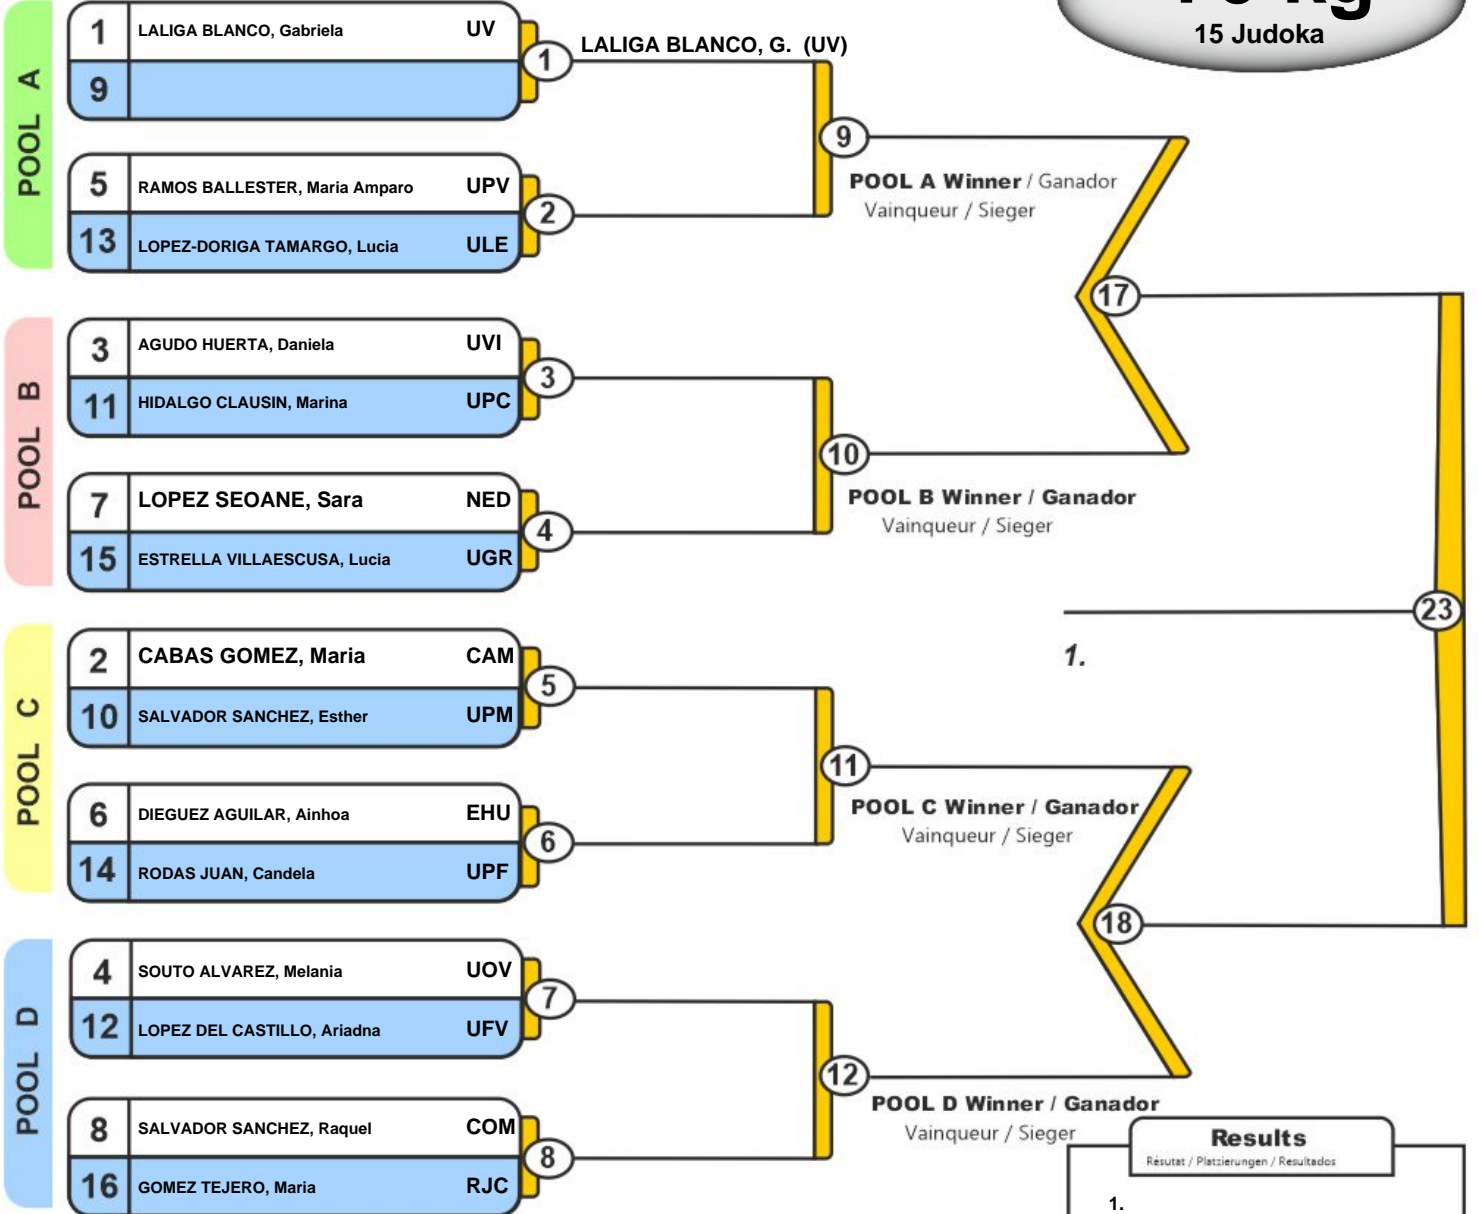 15 Judoka
POOL A
1 LALIGA BLANCO, Gabriela UV
9
1
LALIGA BLANCO, G. (UV)
5 RAMOS BALLESTER, Maria Amparo UPV
13 LOPEZ-DORIGA TAMARGO, Lucia ULE
2
9
POOL A Winner / Ganador
Vainqueur / Sieger
17
POOL B
3 AGUDO HUERTA, Daniela UVI
11 HIDALGO CLAUSIN, Marina UPC
3
7 LOPEZ SEOANE, Sara NED
15 ESTRELLA VILLAESCUSA, Lucia UGR
4
10
POOL B Winner / Ganador
Vainqueur / Sieger
23
1.
POOL C
2 CABAS GOMEZ, Maria CAM
10 SALVADOR SANCHEZ, Esther UPM
5
6 DIEGUEZ AGUILAR, Ainhoa EHU
14 RODAS JUAN, Candela UPF
6
11
POOL C Winner / Ganador
Vainqueur / Sieger
18
POOL D
4 SOUTO ALVAREZ, Melania UOV
12 LOPEZ DEL CASTILLO, Ariadna UFV
7
8 SALVADOR SANCHEZ, Raquel COM
16 GOMEZ TEJERO, Maria RJC
8
12
POOL D Winner / Ganador
Vainqueur / Sieger
Results
Résutat / Platzierungen / Resultados
1.